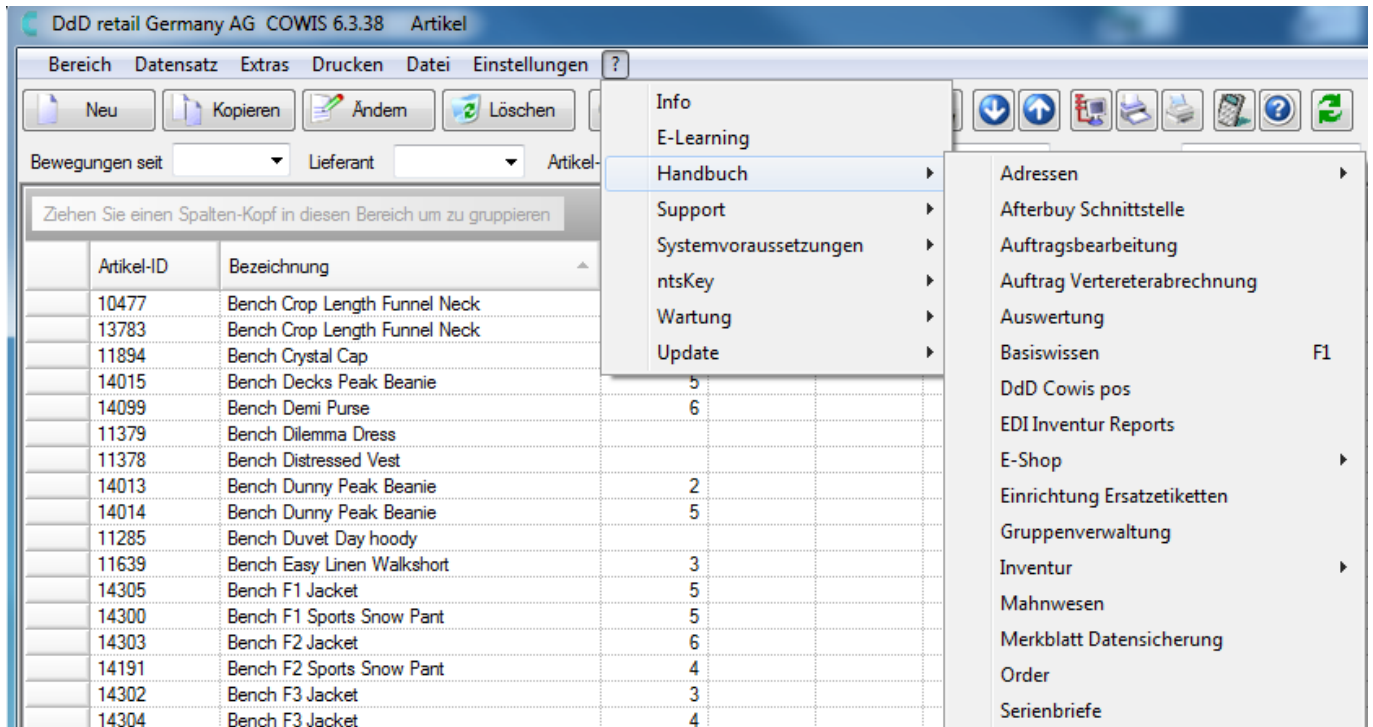 DdD retail Germany AG COWIS 6.3.38 Artikel
Bereich Datensatz Extras Drucken Datei Einstellungen ?
Neu Kopieren Ändern Löschen
Info
E-Learning
Handbuch
Support
Systemvoraussetzungen
ntsKey
Wartung
Update
Adressen
Afterbuy Schnittstelle
Auftragsbearbeitung
Auftrag Vertereterabrechnung
Auswertung
Basiswissen F1
DdD Cowis pos
EDI Inventur Reports
E-Shop
Einrichtung Ersatzetiketten
Gruppenverwaltung
Inventur
Mahnwesen
Merkblatt Datensicherung
Order
Serienbriefe
Bewegungen seit Lieferant Artikel-
Ziehen Sie einen Spalten-Kopf in diesen Bereich um zu gruppieren
Artikel-ID Bezeichnung
10477 Bench Crop Length Funnel Neck
13783 Bench Crop Length Funnel Neck
11894 Bench Crystal Cap
14015 Bench Decks Peak Beanie 5
14099 Bench Demi Purse 6
11379 Bench Dilemma Dress
11378 Bench Distressed Vest
14013 Bench Dunny Peak Beanie 2
14014 Bench Dunny Peak Beanie 5
11285 Bench Duvet Day hoody
11639 Bench Easy Linen Walkshort 3
14305 Bench F1 Jacket 5
14300 Bench F1 Sports Snow Pant 5
14303 Bench F2 Jacket 6
14191 Bench F2 Sports Snow Pant 4
14302 Bench F3 Jacket 3
14304 Bench F3 Jacket 4